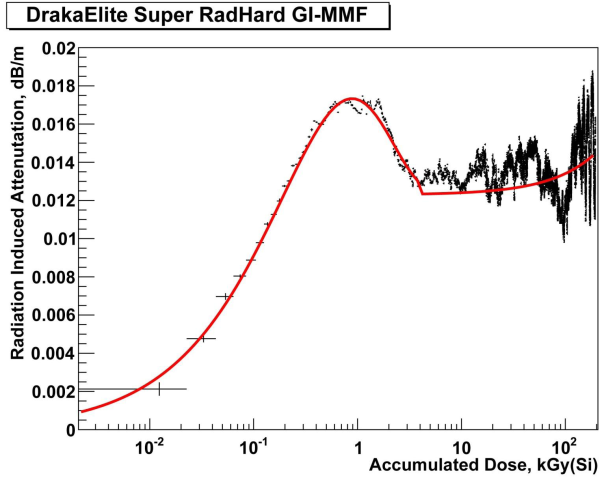 DrakaElite Super RadHard GI-MMF
Radiation Induced Attenutation, dB/m
0.02
0.018
0.016
0.014
0.012
0.01
0.008
0.006
0.004
0.002
0
10⁻² 10⁻¹ 1 10 10²
Accumulated Dose, kGy(Si)